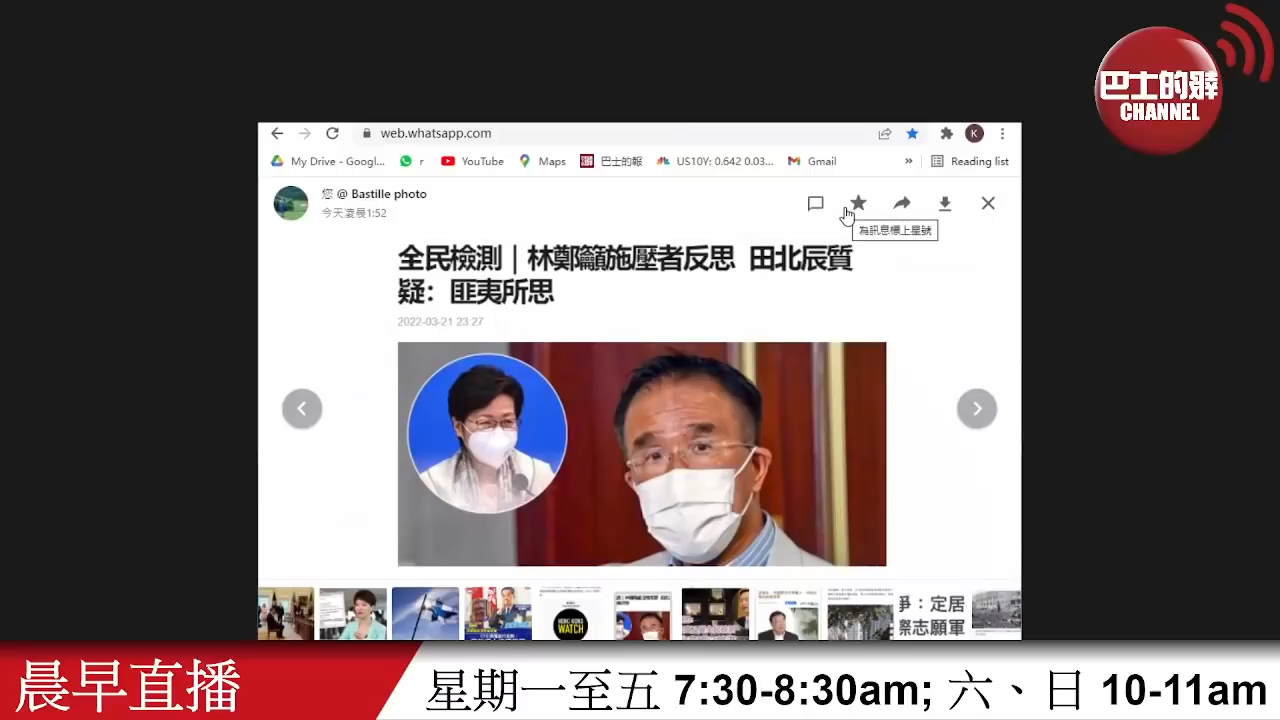 巴士的報
CHANNEL
web.whatsapp.com
K
My Drive - Googl...
r
YouTube
Maps
巴士的報
US10Y: 0.642 0.03...
Gmail
»
Reading list
您 @ Bastille photo
今天凌晨1:52
為訊息標上星號
全民檢測｜林鄭籲施壓者反思 田北辰質
疑：匪夷所思
2022-03-21 23:27
HONG KONG
WATCH
爭：定居
際志願軍
晨早直播
星期一至五 7:30-8:30am; 六、日 10-11am